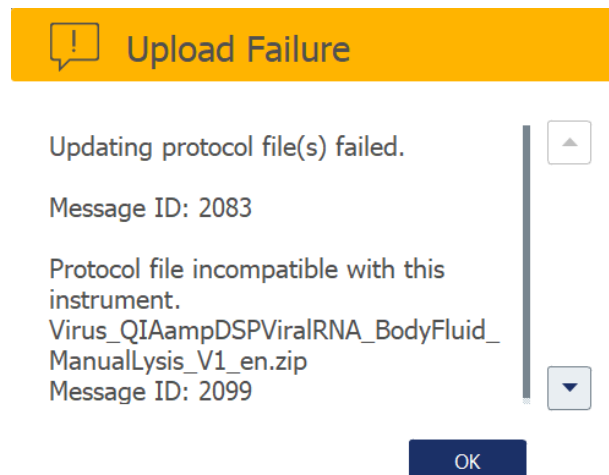 Upload Failure
Updating protocol file(s) failed.
Message ID: 2083
Protocol file incompatible with this
instrument.
Virus_QIAampDSPViralRNA_BodyFluid_
ManualLysis_V1_en.zip
Message ID: 2099
OK